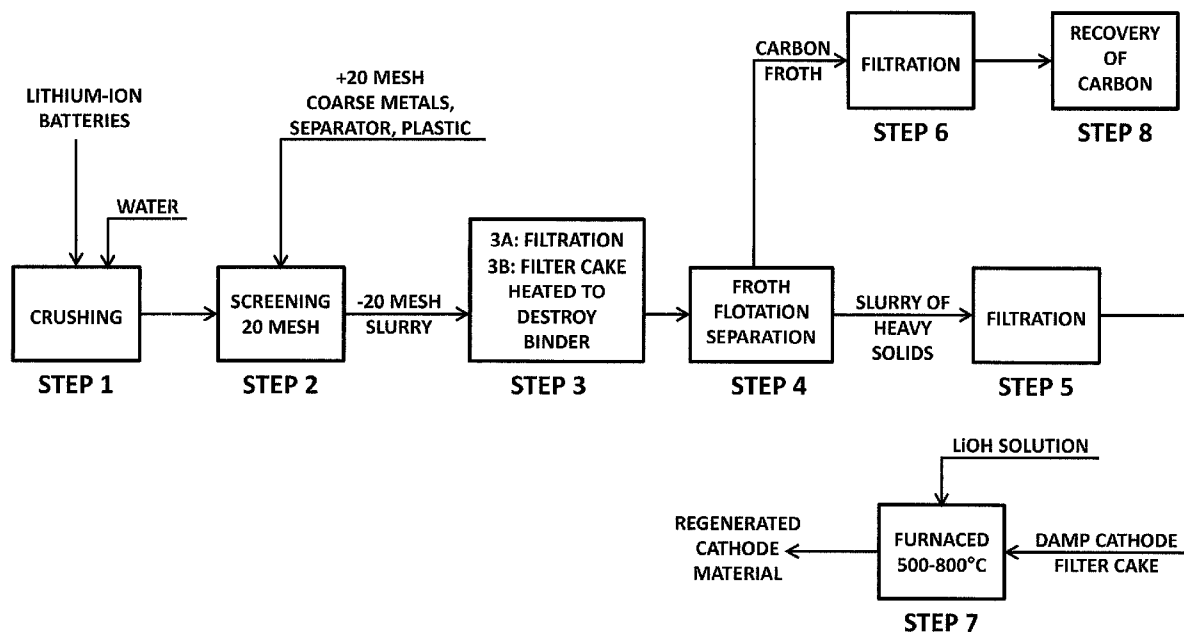 LITHIUM-ION
BATTERIES
WATER
CRUSHING
STEP 1
+20 MESH
COARSE METALS,
SEPARATOR, PLASTIC
SCREENING
20 MESH
STEP 2
-20 MESH
SLURRY
3A: FILTRATION
3B: FILTER CAKE
HEATED TO
DESTROY
BINDER
STEP 3
FROTH
FLOTATION
SEPARATION
STEP 4
CARBON
FROTH
FILTRATION
STEP 6
RECOVERY
OF
CARBON
STEP 8
SLURRY OF
HEAVY
SOLIDS
FILTRATION
STEP 5
DAMP CATHODE
FILTER CAKE
LiOH SOLUTION
FURNACED
500-800°C
STEP 7
REGENERATED
CATHODE
MATERIAL